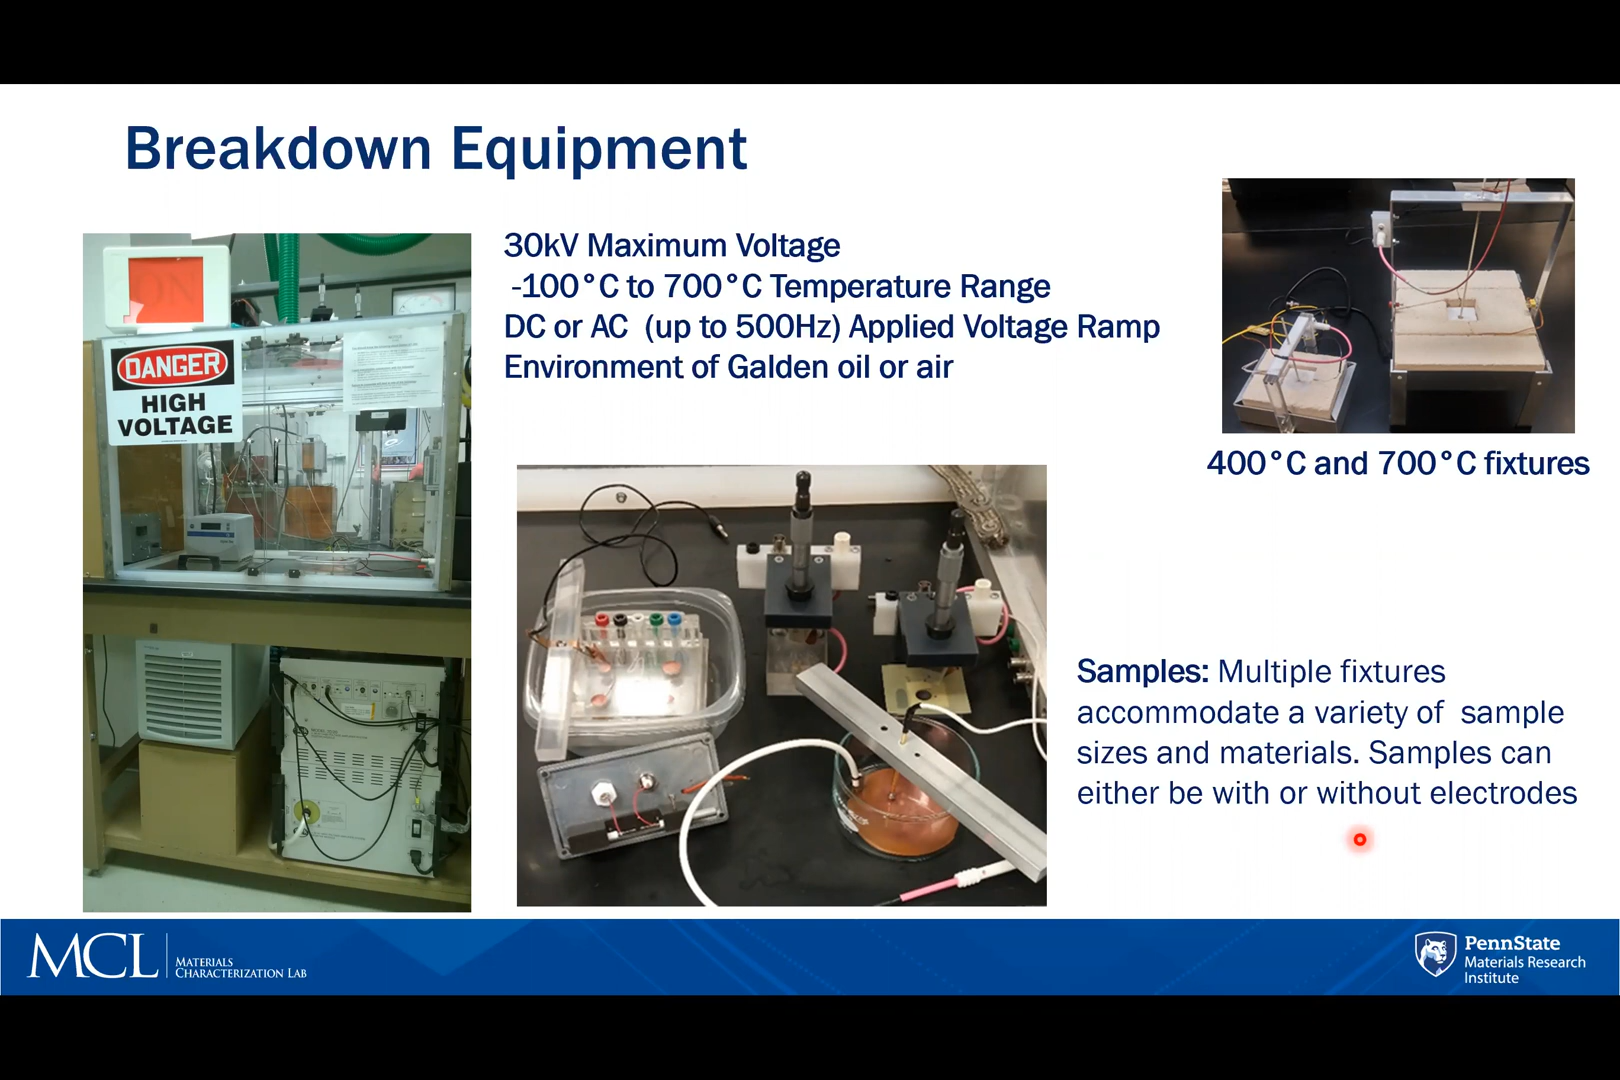 Breakdown Equipment
30kV Maximum Voltage
-100°C to 700°C Temperature Range
DC or AC (up to 500Hz) Applied Voltage Ramp
Environment of Galden oil or air
ON
DANGER
HIGH
VOLTAGE
400°C and 700°C fixtures
Samples: Multiple fixtures
accommodate a variety of sample
sizes and materials. Samples can
either be with or without electrodes
MCL
MATERIALS
CHARACTERIZATION LAB
PennState
Materials Research
Institute